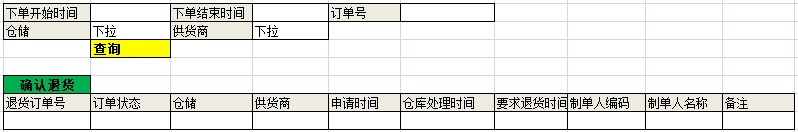 下单开始时间 下单结束时间 订单号
仓储 下拉 供货商 下拉
查询
确认退货
退货订单号 订单状态 仓储 供货商 申请时间 仓库处理时间 要求退货时间 制单人编码 制单人名称 备注